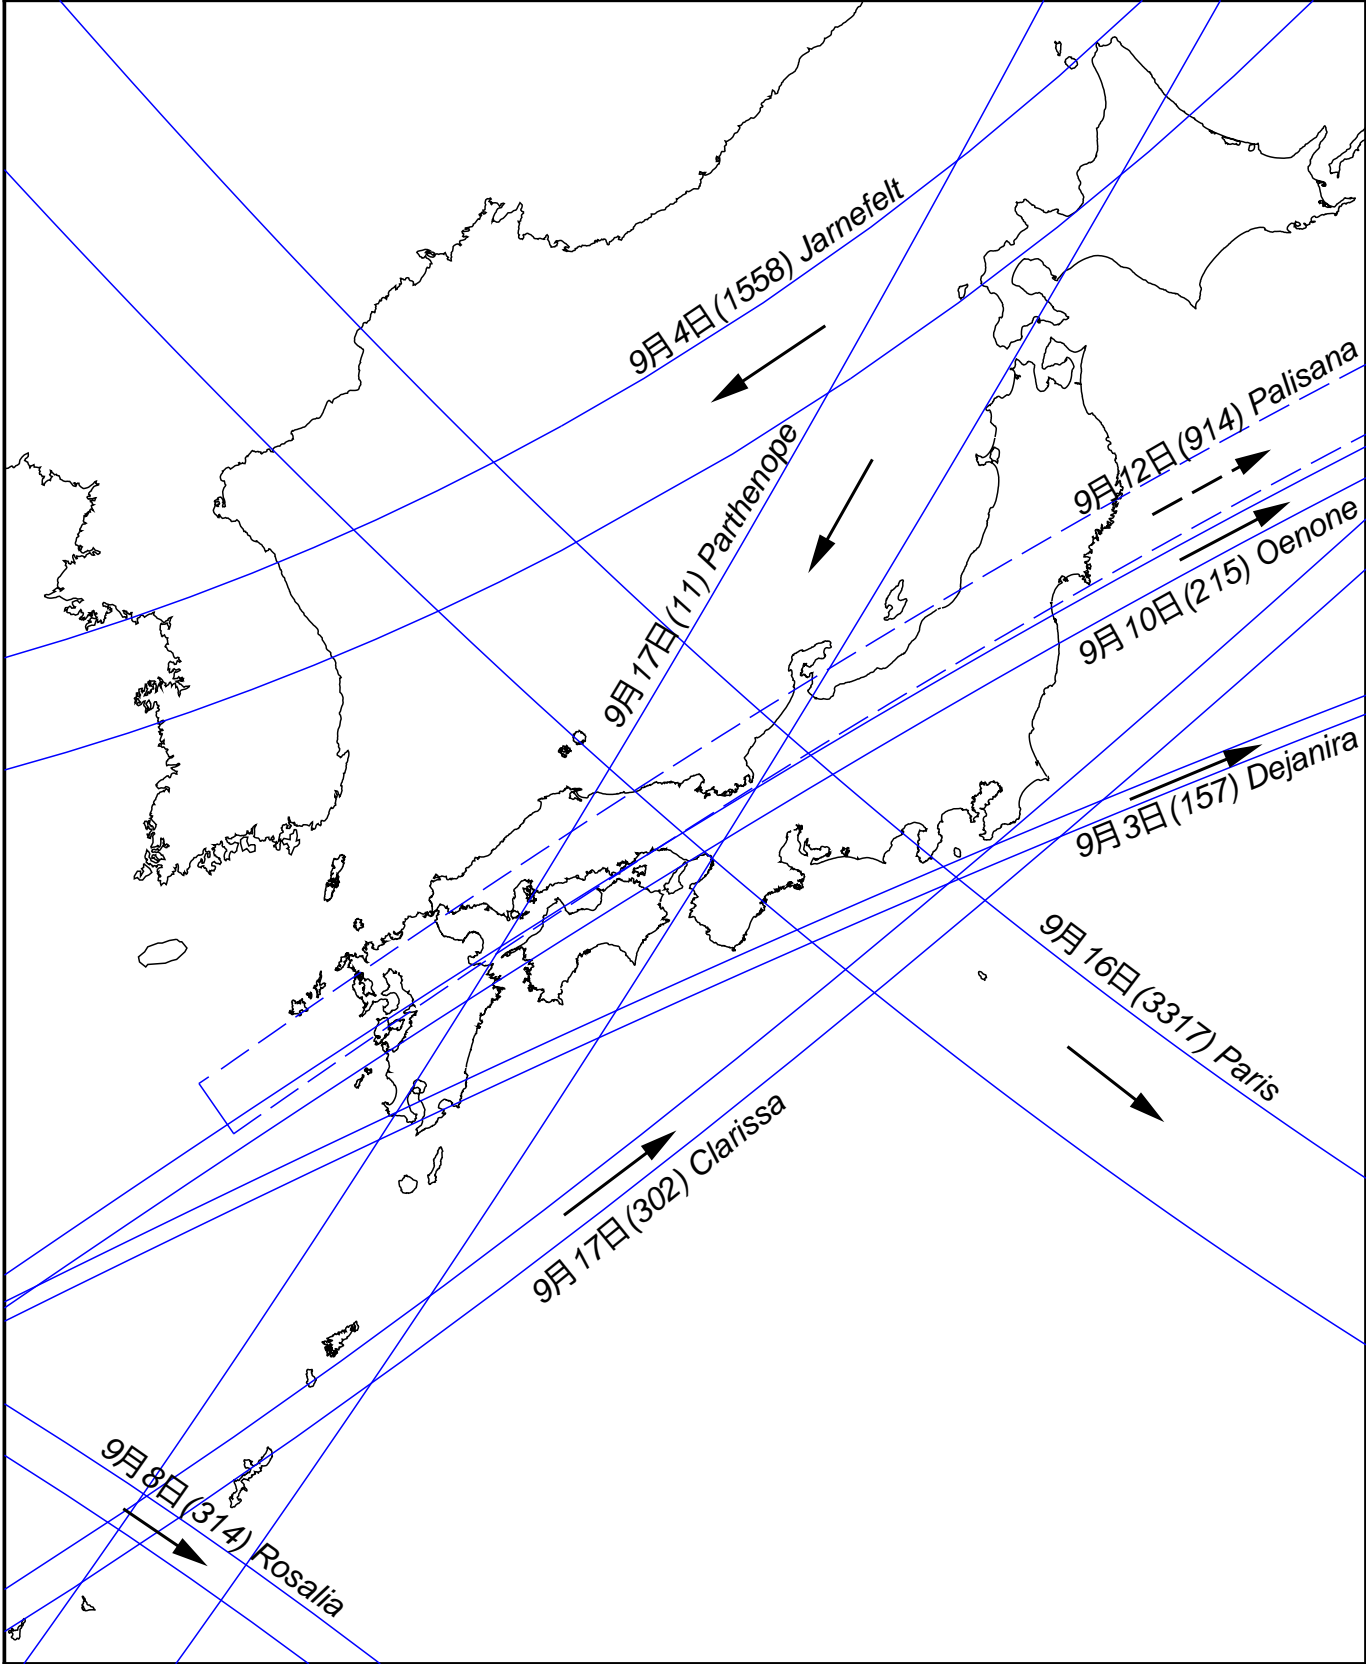 9月4日(1558) Jarnefelt
9月12日(914) Palisana
9月17日(11) Parthenope
9月10日(215) Oenone
9月3日(157) Dejanira
9月16日(3317) Paris
9月17日(302) Clarissa
9月8日(314) Rosalia